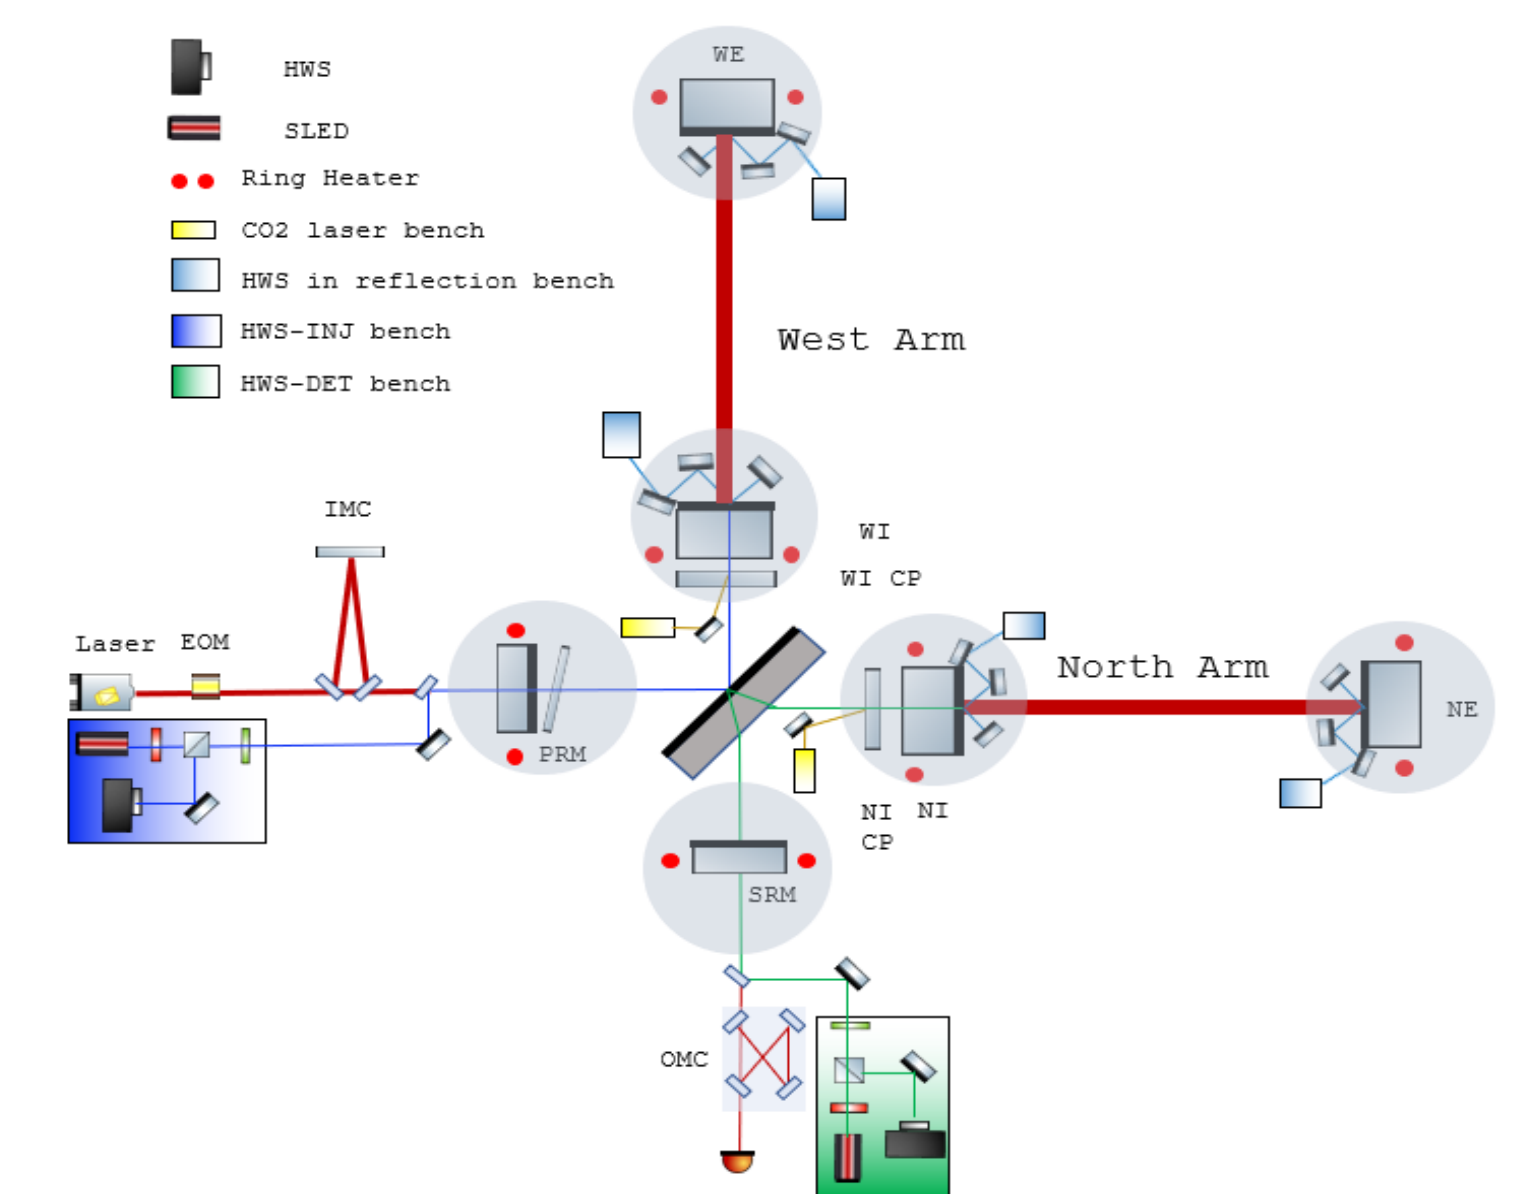 WE
HWS
SLED
Ring Heater
CO2 laser bench
HWS in reflection bench
HWS-INJ bench
HWS-DET bench
West Arm
IMC
WI
WI CP
Laser
EOM
North Arm
NE
PRM
NI
CP
NI
SRM
OMC